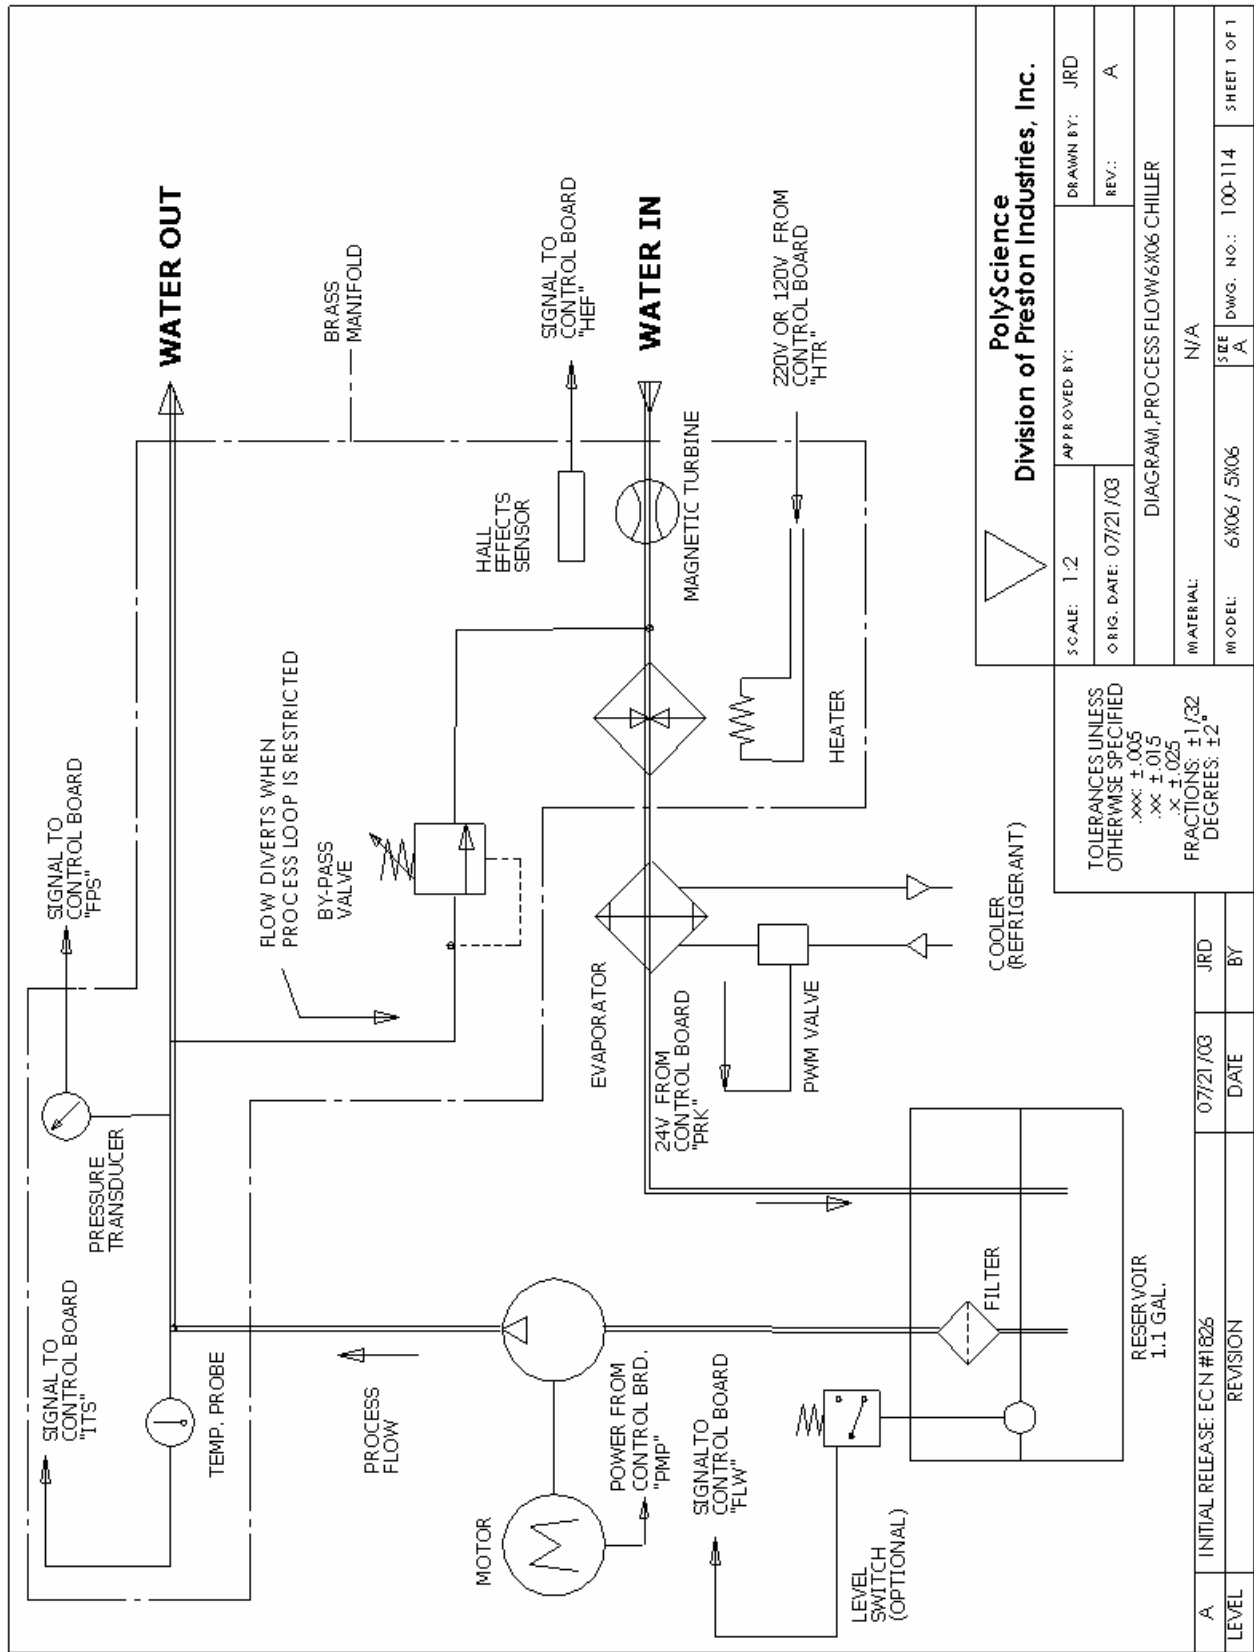 SIGNAL TO
CONTROL BOARD
"TTS"
TEMP. PROBE
PRESSURE
TRANSDUCER
SIGNAL TO
CONTROL BOARD
"FPS"
WATER OUT
PROCESS
FLOW
FLOW DIVERTS WHEN
PROCESS LOOP IS RESTRICTED
BY-PASS
VALVE
BRASS
MANIFOLD
MOTOR
POWER FROM
CONTROL BRD.
"PMP"
HALL
EFFECTS
SENSOR
SIGNAL TO
CONTROL BOARD
"HEF"
WATER IN
MAGNETIC TURBINE
EVAPORATOR
24V FROM
CONTROL BOARD
"PRK"
PWM VALVE
HEATER
220V OR 120V FROM
CONTROL BOARD
"HTR"
COOLER
(REFRIGERANT)
SIGNAL TO
CONTROL BOARD
"FLW"
LEVEL
SWITCH
(OPTIONAL)
FILTER
RESERVOIR
1.1 GAL.
A
INITIAL RELEASE: ECN #1826
07/21/03
JRD
LEVEL
REVISION
DATE
BY
TOLERANCES UNLESS
OTHERWISE SPECIFIED
.xxx ±.005
.xx ±.015
.x ±.025
FRACTIONS: ±1/32
DEGREES: ±2°
PolyScience
Division of Preston Industries, Inc.
SCALE: 1:2
APPROVED BY:
DRAWN BY: JRD
ORIG. DATE: 07/21/03
REV.: A
DIAGRAM,PROCESS FLOW6X06 CHILLER
MATERIAL: N/A
MODEL: 6X06 / 5X06
SIZE
A
DWG. NO.: 100-114
SHEET 1 OF 1